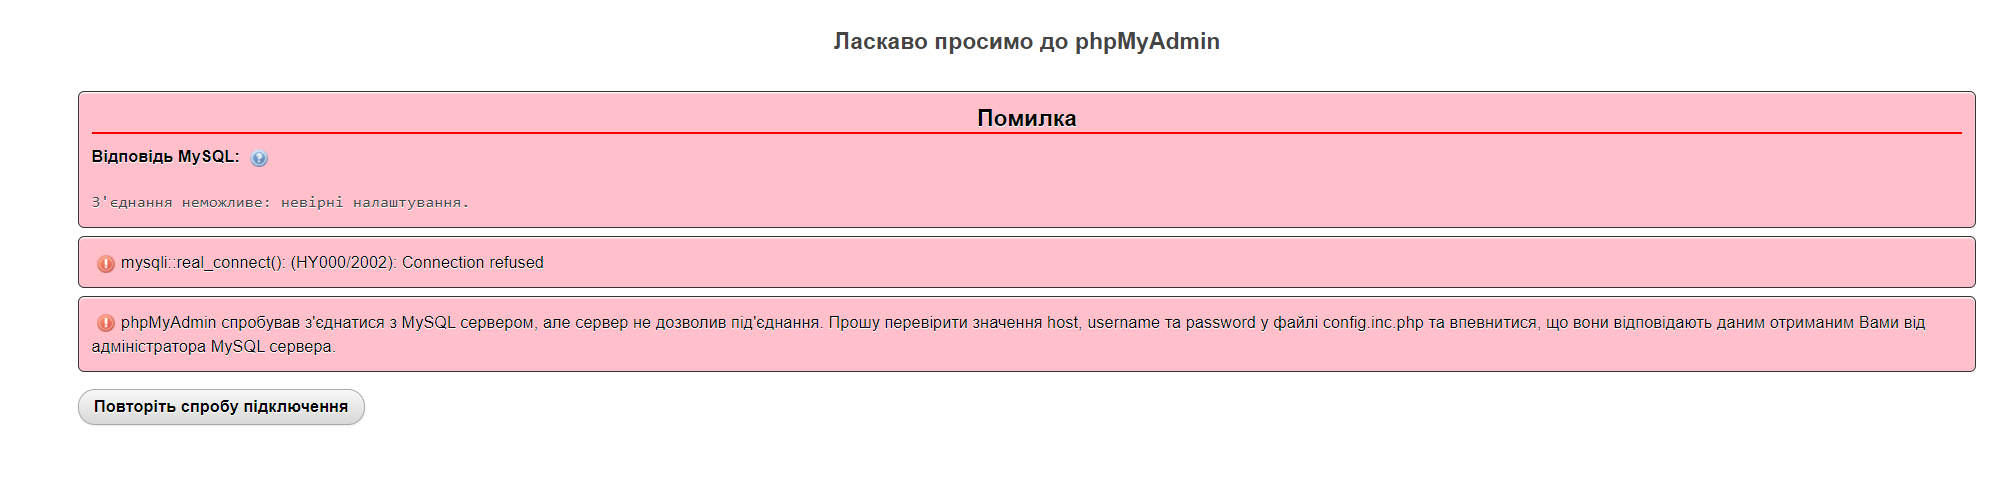 Ласкаво просимо до phpMyAdmin
Помилка
Відповідь MySQL:
З'єднання неможливе: невірні налаштування.
mysqli::real_connect(): (HY000/2002): Connection refused
phpMyAdmin спробував з'єднатися з MySQL сервером, але сервер не дозволив під'єднання. Прошу перевірити значення host, username та password у файлі config.inc.php та впевнитися, що вони відповідають даним отриманим Вами від
адміністратора MySQL сервера.
Повторіть спробу підключення